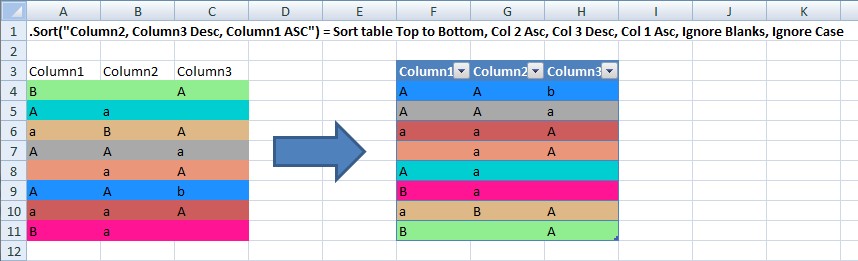 A B C D E F G H I J K
1 .Sort("Column2, Column3 Desc, Column1 ASC") = Sort table Top to Bottom, Col 2 Asc, Col 3 Desc, Col 1 Asc, Ignore Blanks, Ignore Case
2
3 Column1 Column2 Column3 Column1 Column2 Column3
4 B A A A b
5 A a A A a
6 a B A a a A
7 A A a a A
8 a A A a
9 A A b B a
10 a a A a B A
11 B a B A
12